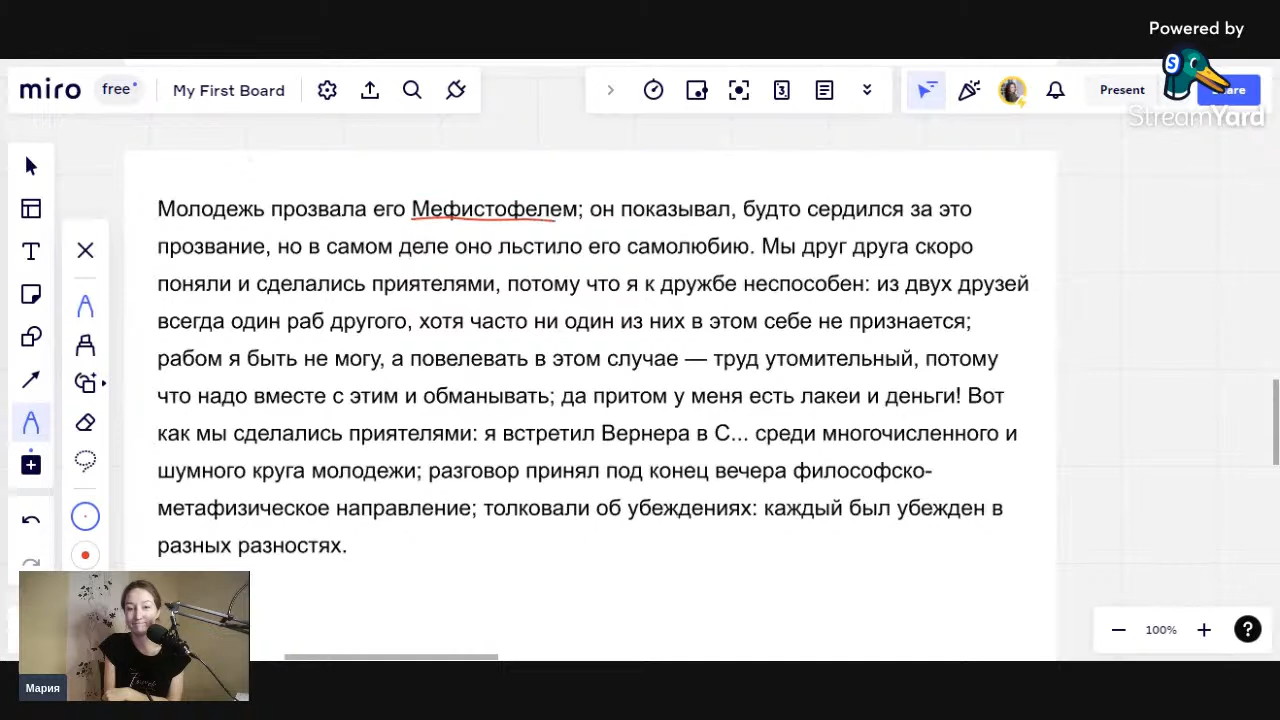 Powered by
miro free My First Board 3 Present
StreamYard
Молодежь прозвала его Мефистофелем; он показывал, будто сердился за это
прозвание, но в самом деле оно льстило его самолюбию. Мы друг друга скоро
поняли и сделались приятелями, потому что я к дружбе неспособен: из двух друзей
всегда один раб другого, хотя часто ни один из них в этом себе не признается;
рабом я быть не могу, а повелевать в этом случае — труд утомительный, потому
что надо вместе с этим и обманывать; да притом у меня есть лакеи и деньги! Вот
как мы сделались приятелями: я встретил Вернера в С... среди многочисленного и
шумного круга молодежи; разговор принял под конец вечера философско-
метафизическое направление; толковали об убеждениях: каждый был убежден в
разных разностях.
100%
Мария